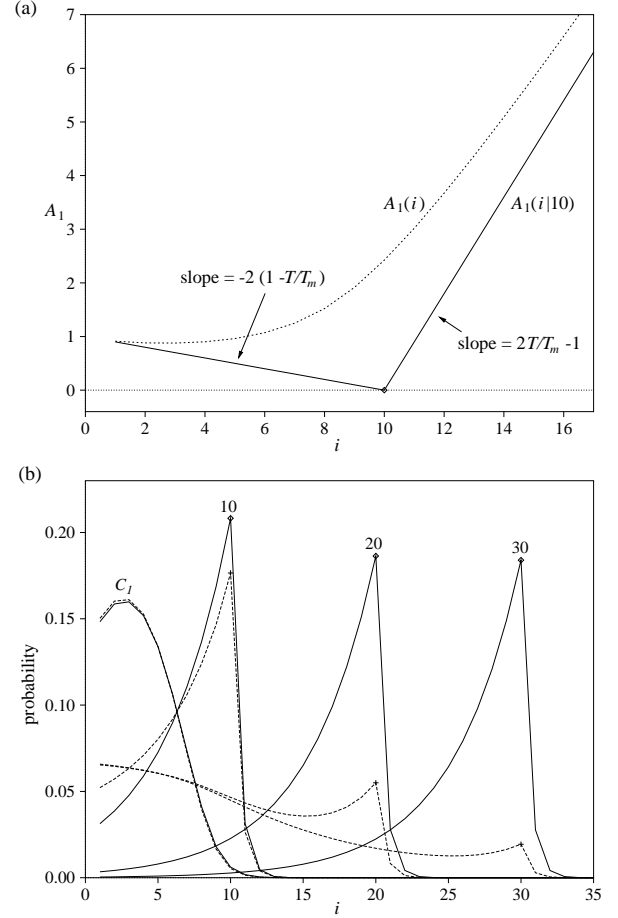 (a)
7
6
5
4
3
2
1
0
A₁
A₁(i)
A₁(i|10)
slope = -2 (1 -T/Tₘ)
slope = 2T/Tₘ -1
0 2 4 6 8 10 12 14 16
i
(b)
0.20
0.15
0.10
0.05
0.00
probability
10
20
30
C₁
0 5 10 15 20 25 30 35
i